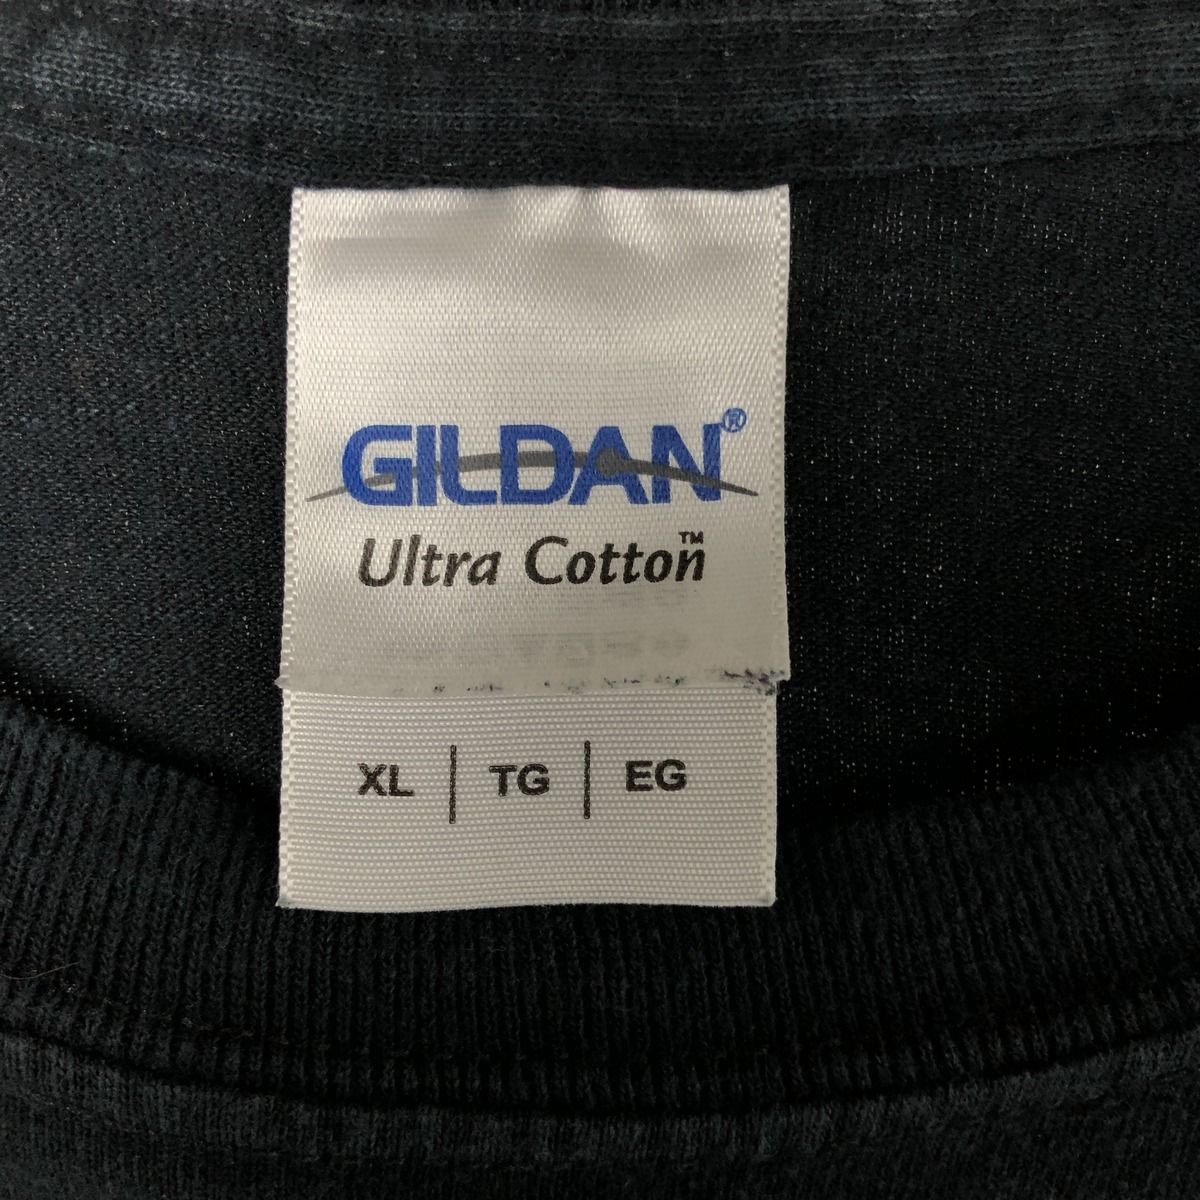 GILDAN®
Ultra Cotton™
XL | TG | EG